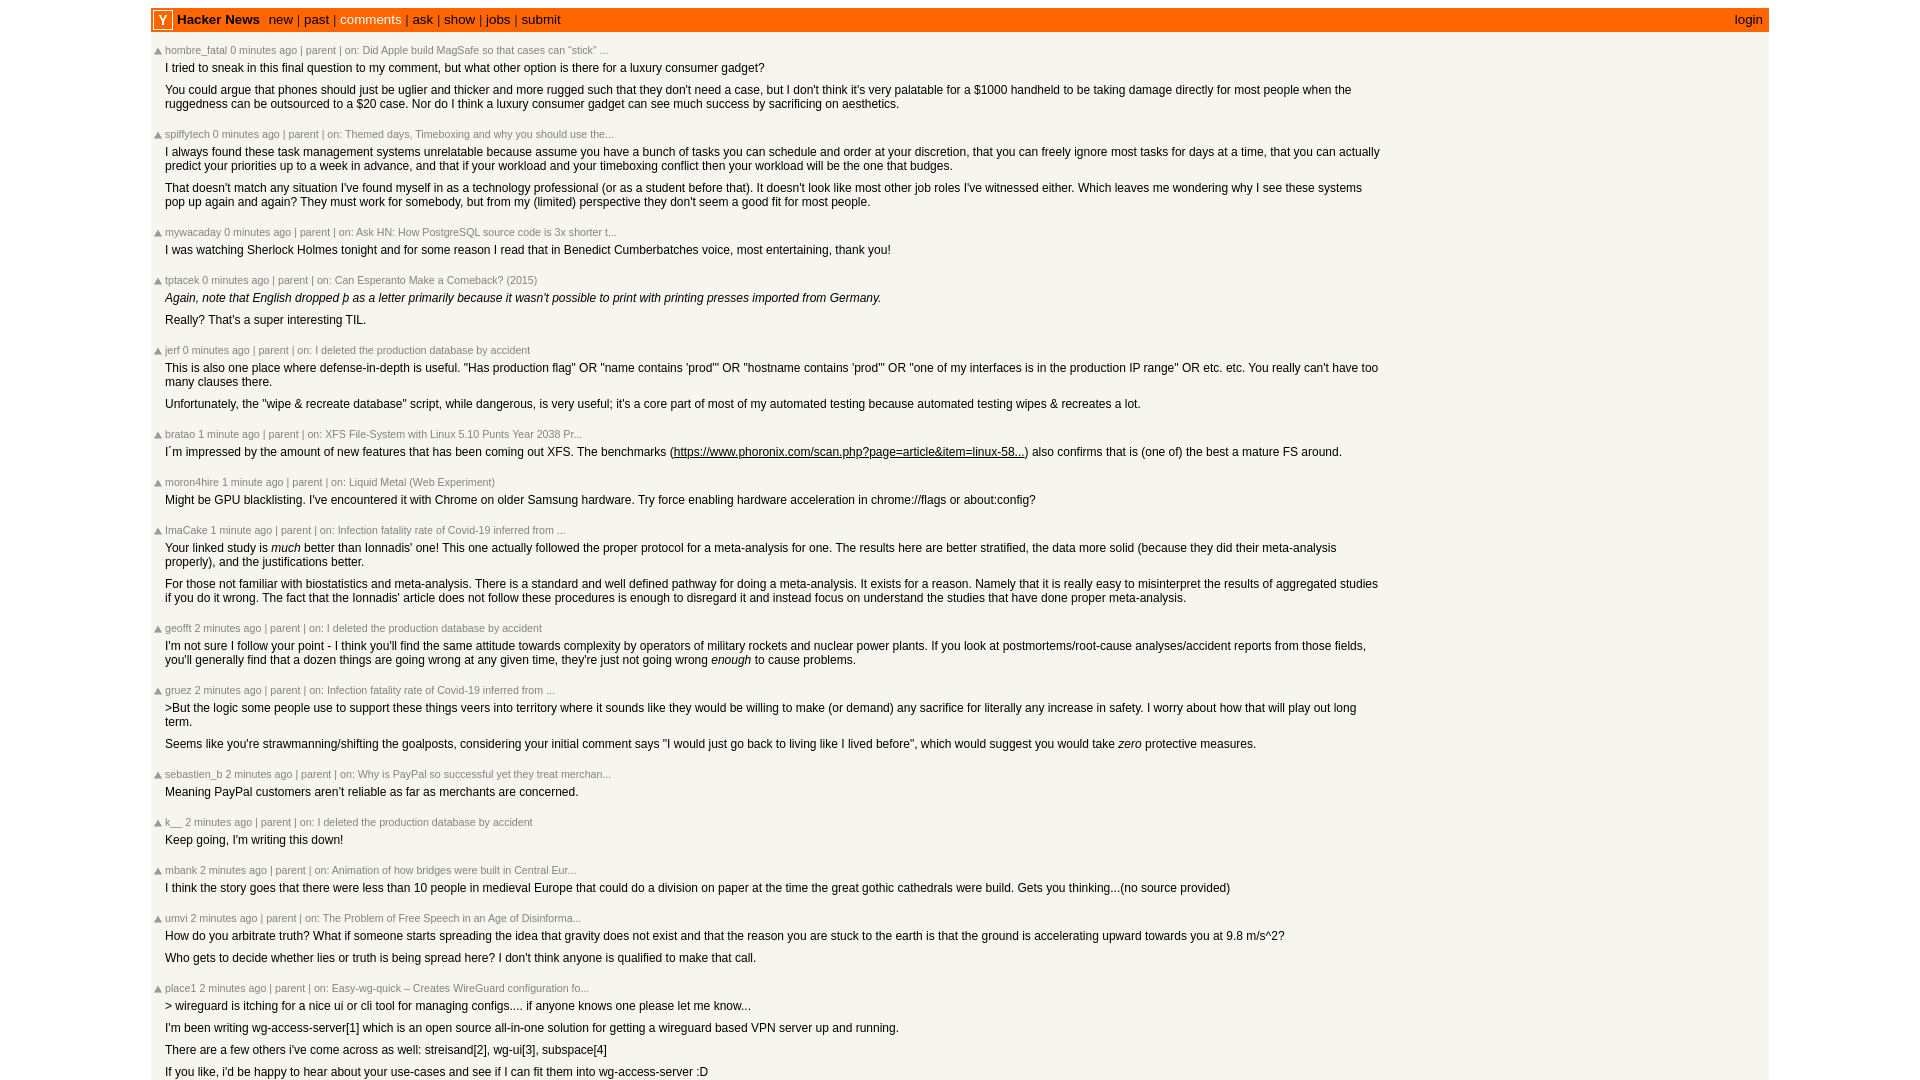 Y Hacker News new | past | comments | ask | show | jobs | submit login
hombre_fatal 0 minutes ago | parent | on: Did Apple build MagSafe so that cases can “stick” ...
I tried to sneak in this final question to my comment, but what other option is there for a luxury consumer gadget?
You could argue that phones should just be uglier and thicker and more rugged such that they don't need a case, but I don't think it's very palatable for a $1000 handheld to be taking damage directly for most people when the
ruggedness can be outsourced to a $20 case. Nor do I think a luxury consumer gadget can see much success by sacrificing on aesthetics.
spiffytech 0 minutes ago | parent | on: Themed days, Timeboxing and why you should use the...
I always found these task management systems unrelatable because assume you have a bunch of tasks you can schedule and order at your discretion, that you can freely ignore most tasks for days at a time, that you can actually
predict your priorities up to a week in advance, and that if your workload and your timeboxing conflict then your workload will be the one that budges.
That doesn't match any situation I've found myself in as a technology professional (or as a student before that). It doesn't look like most other job roles I've witnessed either. Which leaves me wondering why I see these systems
pop up again and again? They must work for somebody, but from my (limited) perspective they don't seem a good fit for most people.
mywacaday 0 minutes ago | parent | on: Ask HN: How PostgreSQL source code is 3x shorter t...
I was watching Sherlock Holmes tonight and for some reason I read that in Benedict Cumberbatches voice, most entertaining, thank you!
tptacek 0 minutes ago | parent | on: Can Esperanto Make a Comeback? (2015)
Again, note that English dropped þ as a letter primarily because it wasn't possible to print with printing presses imported from Germany.
Really? That's a super interesting TIL.
jerf 0 minutes ago | parent | on: I deleted the production database by accident
This is also one place where defense-in-depth is useful. "Has production flag" OR "name contains 'prod'" OR "hostname contains 'prod'" OR "one of my interfaces is in the production IP range" OR etc. etc. You really can't have too
many clauses there.
Unfortunately, the "wipe & recreate database" script, while dangerous, is very useful; it's a core part of most of my automated testing because automated testing wipes & recreates a lot.
bratao 1 minute ago | parent | on: XFS File-System with Linux 5.10 Punts Year 2038 Pr...
I´m impressed by the amount of new features that has been coming out XFS. The benchmarks (https://www.phoronix.com/scan.php?page=article&item=linux-58...) also confirms that is (one of) the best a mature FS around.
moron4hire 1 minute ago | parent | on: Liquid Metal (Web Experiment)
Might be GPU blacklisting. I've encountered it with Chrome on older Samsung hardware. Try force enabling hardware acceleration in chrome://flags or about:config?
ImaCake 1 minute ago | parent | on: Infection fatality rate of Covid-19 inferred from ...
Your linked study is much better than Ionnadis' one! This one actually followed the proper protocol for a meta-analysis for one. The results here are better stratified, the data more solid (because they did their meta-analysis
properly), and the justifications better.
For those not familiar with biostatistics and meta-analysis. There is a standard and well defined pathway for doing a meta-analysis. It exists for a reason. Namely that it is really easy to misinterpret the results of aggregated studies
if you do it wrong. The fact that the Ionnadis' article does not follow these procedures is enough to disregard it and instead focus on understand the studies that have done proper meta-analysis.
geofft 2 minutes ago | parent | on: I deleted the production database by accident
I'm not sure I follow your point - I think you'll find the same attitude towards complexity by operators of military rockets and nuclear power plants. If you look at postmortems/root-cause analyses/accident reports from those fields,
you'll generally find that a dozen things are going wrong at any given time, they're just not going wrong enough to cause problems.
gruez 2 minutes ago | parent | on: Infection fatality rate of Covid-19 inferred from ...
>But the logic some people use to support these things veers into territory where it sounds like they would be willing to make (or demand) any sacrifice for literally any increase in safety. I worry about how that will play out long
term.
Seems like you're strawmanning/shifting the goalposts, considering your initial comment says "I would just go back to living like I lived before", which would suggest you would take zero protective measures.
sebastien_b 2 minutes ago | parent | on: Why is PayPal so successful yet they treat merchan...
Meaning PayPal customers aren’t reliable as far as merchants are concerned.
k__ 2 minutes ago | parent | on: I deleted the production database by accident
Keep going, I'm writing this down!
mbank 2 minutes ago | parent | on: Animation of how bridges were built in Central Eur...
I think the story goes that there were less than 10 people in medieval Europe that could do a division on paper at the time the great gothic cathedrals were build. Gets you thinking...(no source provided)
umvi 2 minutes ago | parent | on: The Problem of Free Speech in an Age of Disinforma...
How do you arbitrate truth? What if someone starts spreading the idea that gravity does not exist and that the reason you are stuck to the earth is that the ground is accelerating upward towards you at 9.8 m/s^2?
Who gets to decide whether lies or truth is being spread here? I don't think anyone is qualified to make that call.
place1 2 minutes ago | parent | on: Easy-wg-quick – Creates WireGuard configuration fo...
> wireguard is itching for a nice ui or cli tool for managing configs.... if anyone knows one please let me know...
I'm been writing wg-access-server[1] which is an open source all-in-one solution for getting a wireguard based VPN server up and running.
There are a few others i've come across as well: streisand[2], wg-ui[3], subspace[4]
If you like, i'd be happy to hear about your use-cases and see if I can fit them into wg-access-server :D